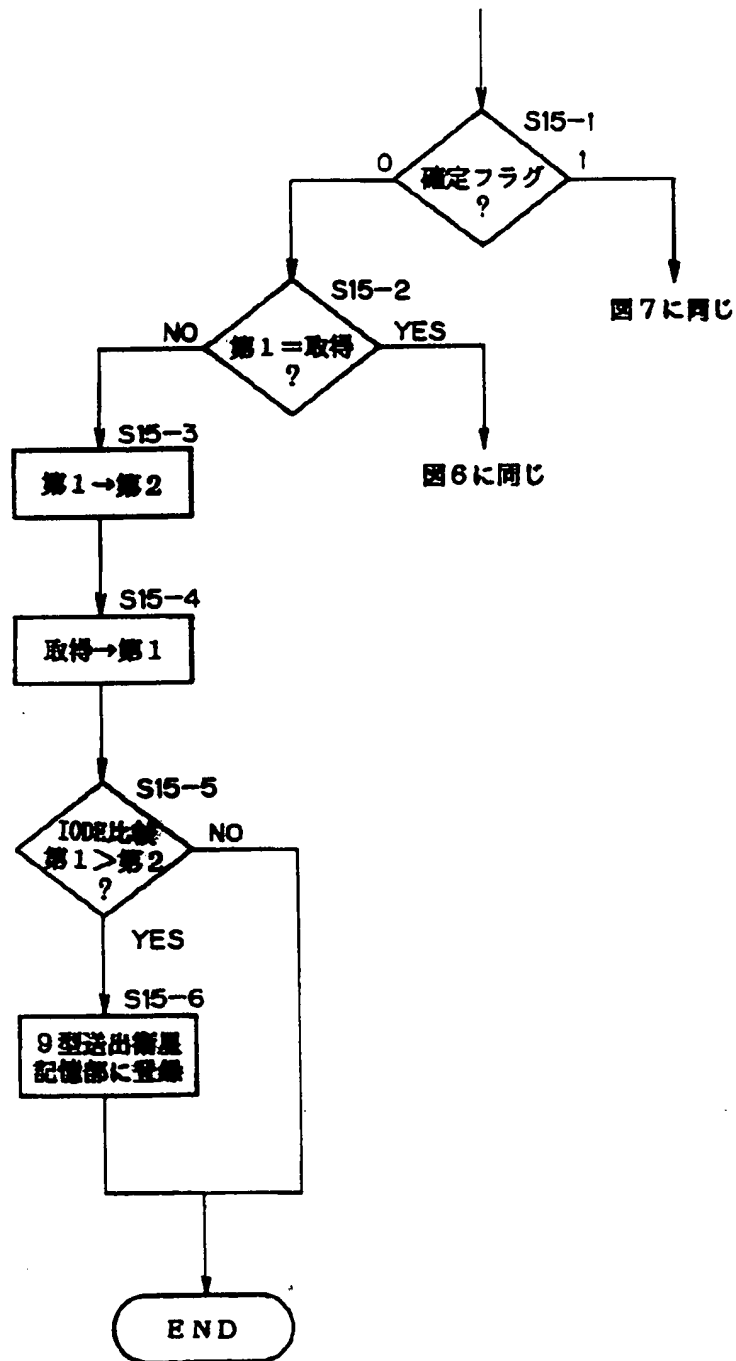 S15-1
0
1
確定フラグ
?
図7に同じ
S15-2
NO
YES
第1=取得
?
図6に同じ
S15-3
第1→第2
S15-4
取得→第1
S15-5
IODE比較
第1>第2
?
NO
YES
S15-6
9型送出衛星
記憶部に登録
END